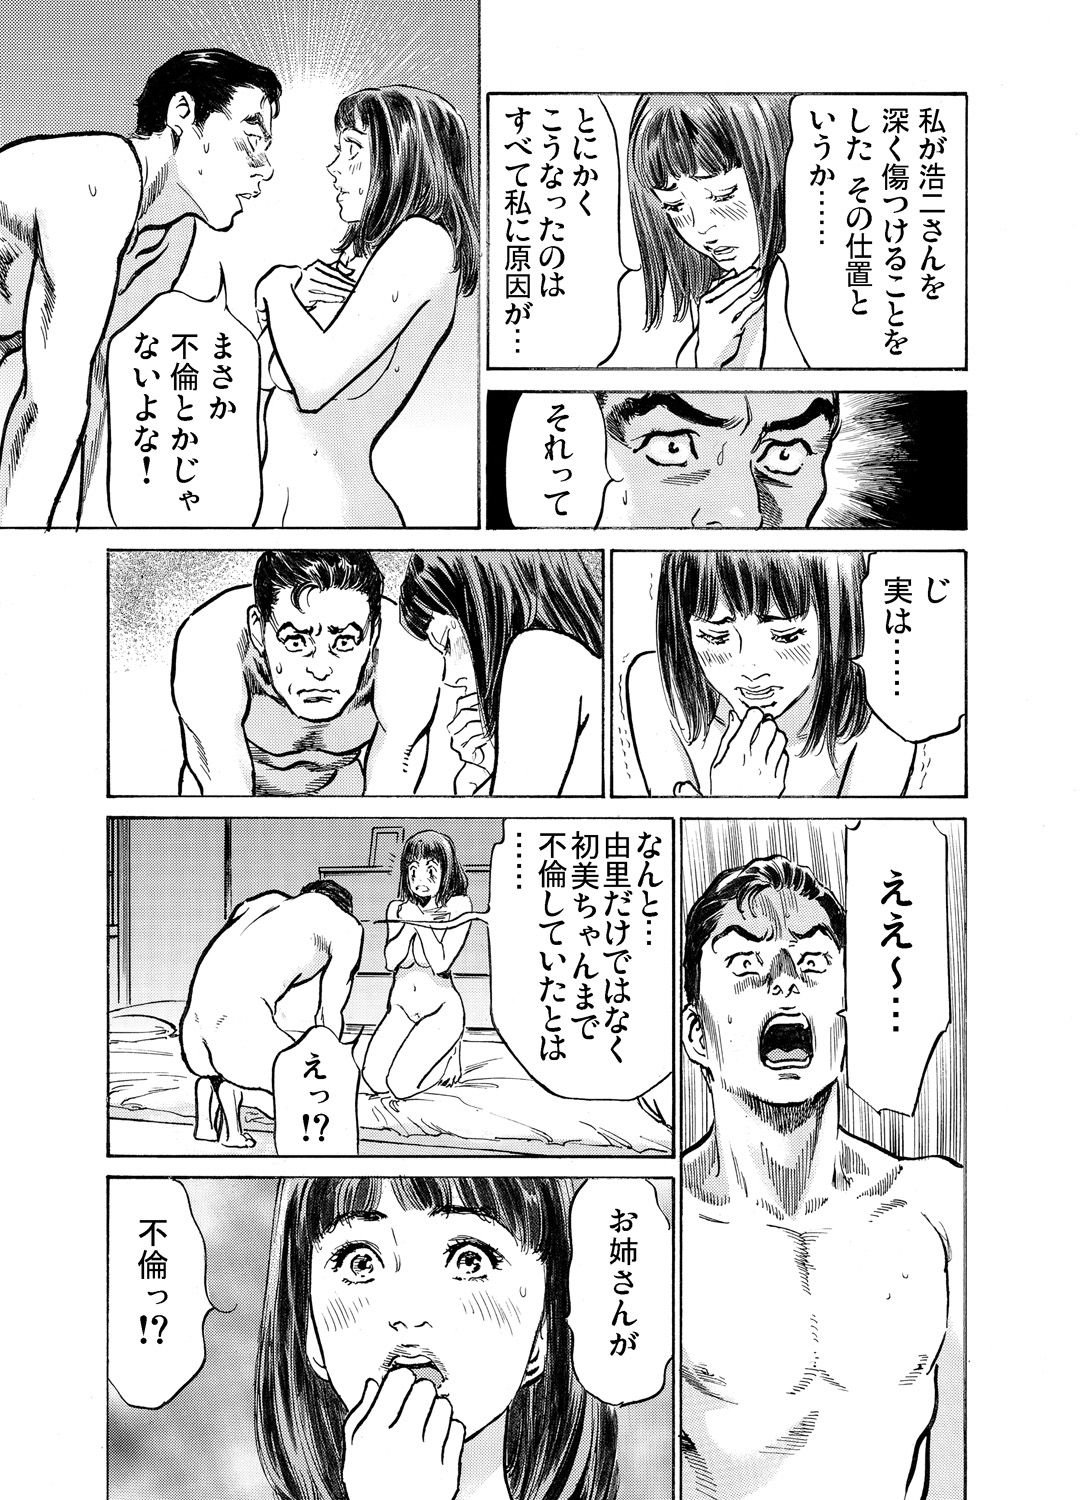 私が浩二さんを
深く傷つけることを
した その仕置と
いうか……
とにかく
こうなったのは
すべて私に原因が…
それって
まさか
不倫とかじゃ
ないよな！
じ
実は……
ええ～…
なんと…
由里だけではなく
初美ちゃんまで
不倫していたとは
……
えっ!?
お姉さんが
不倫っ!?